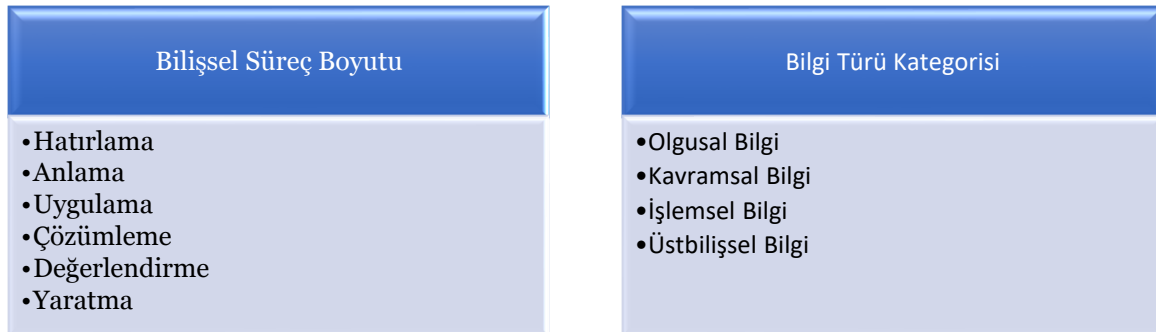 Bilişsel Süreç Boyutu
•Hatırlama
•Anlama
•Uygulama
•Çözümleme
•Değerlendirme
•Yaratma
Bilgi Türü Kategorisi
•Olgusal Bilgi
•Kavramsal Bilgi
•İşlemsel Bilgi
•Üstbilişsel Bilgi